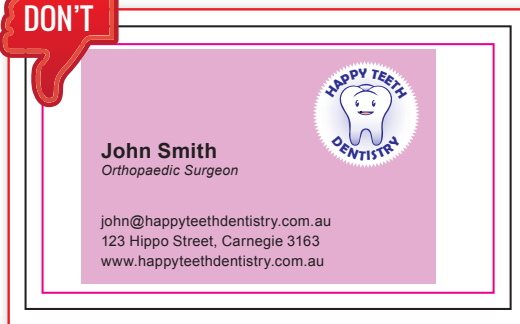 DON'T
HAPPY TEETH
DENTISTRY
John Smith
Orthopaedic Surgeon
john@happyteethdentistry.com.au
123 Hippo Street, Carnegie 3163
www.happyteethdentistry.com.au